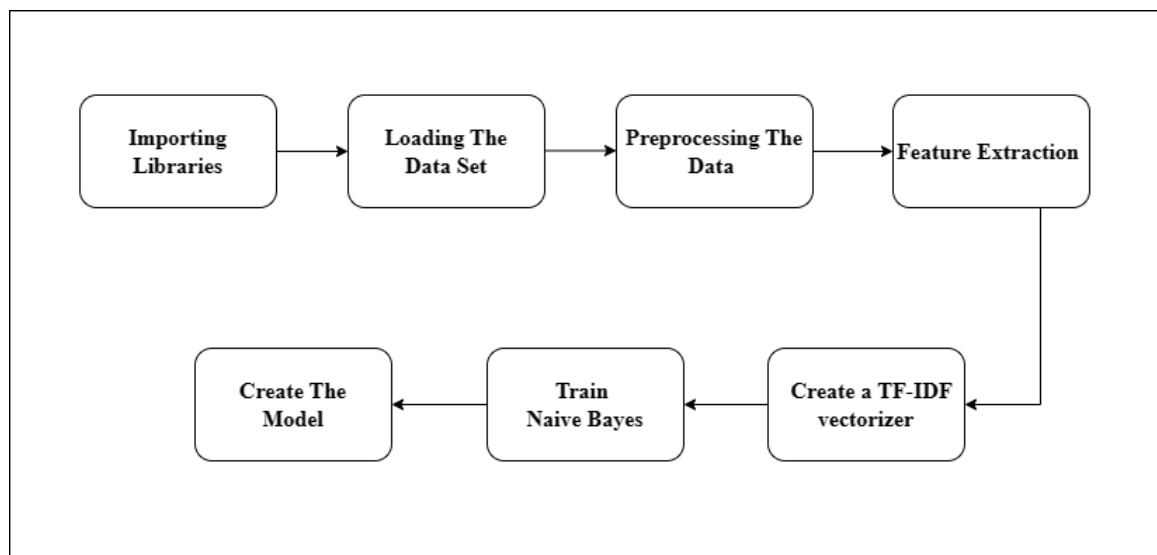 Importing
Libraries
Loading The
Data Set
Preprocessing The
Data
Feature Extraction
Create The
Model
Train
Naive Bayes
Create a TF-IDF
vectorizer